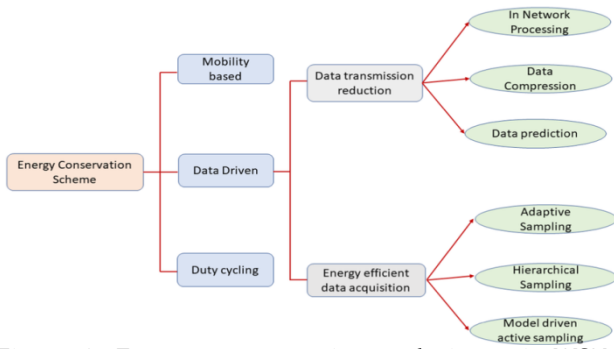 In Network
Processing
Mobility
based
Data transmission
reduction
Data
Compression
Data prediction
Energy Conservation
Scheme
Data Driven
Adaptive
Sampling
Duty cycling
Energy efficient
data acquisition
Hierarchical
Sampling
Model driven
active sampling